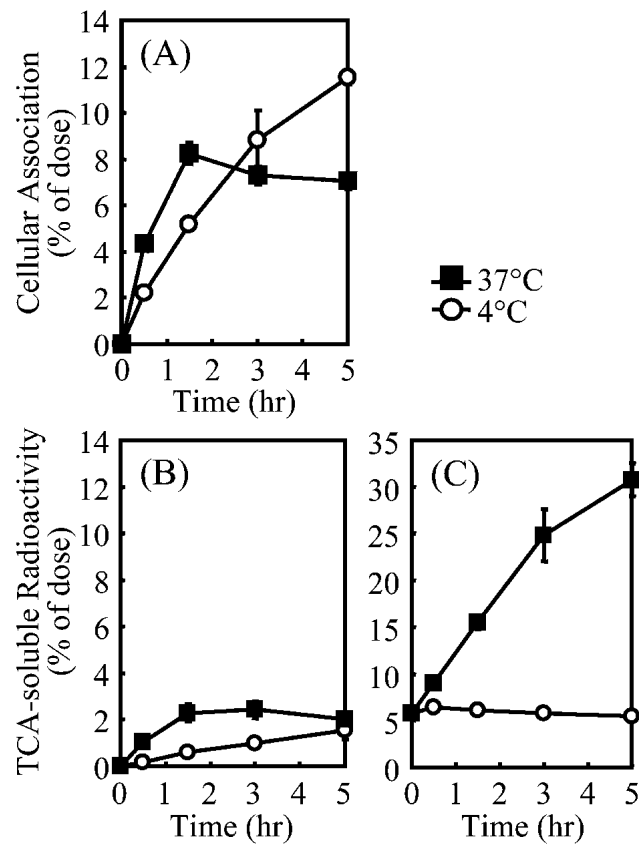 (A)
Cellular Association
(% of dose)
14
12
10
8
6
4
2
0
0 1 2 3 4 5
Time (hr)
37°C
4°C
TCA-soluble Radioactivity
(% of dose)
(B)
14
12
10
8
6
4
2
0
0 1 2 3 4 5
Time (hr)
(C)
35
30
25
20
15
10
5
0
0 1 2 3 4 5
Time (hr)